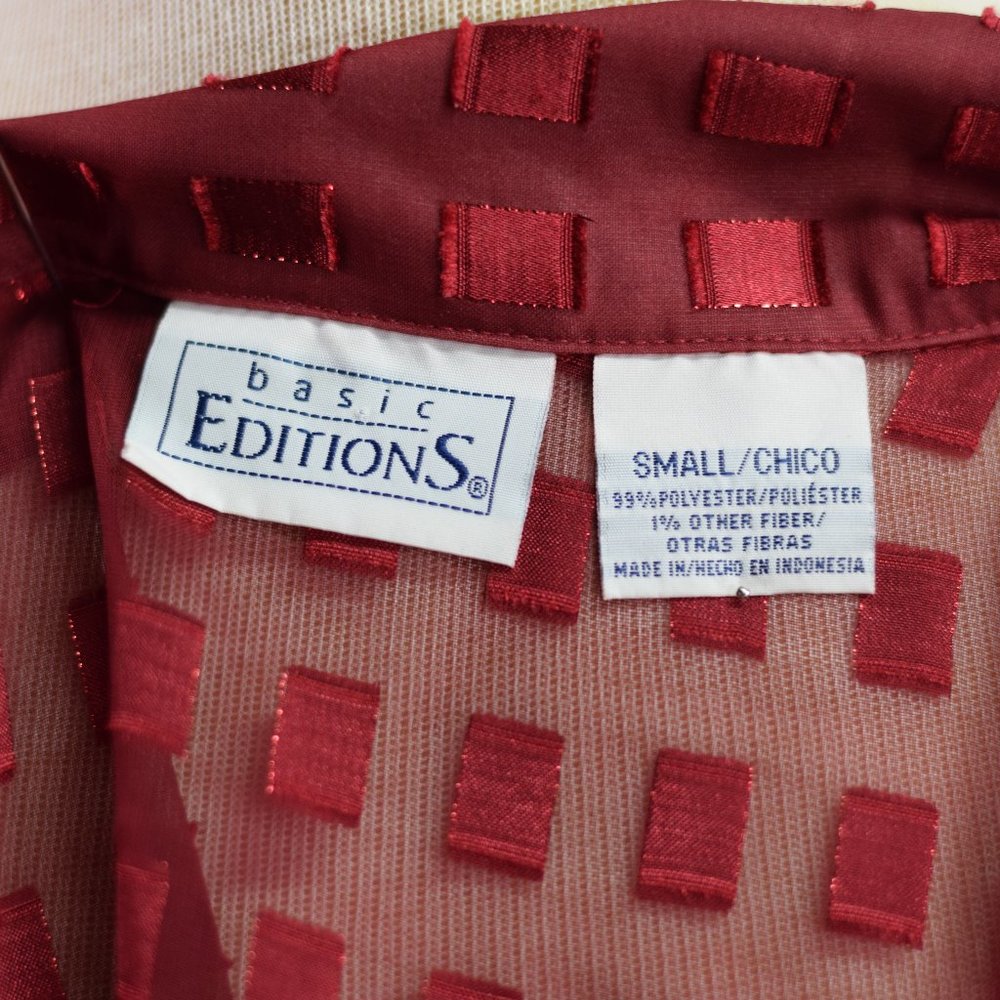 basic
EDITIONS®
SMALL/CHICO
99%POLYESTER/POLIÉSTER
1% OTHER FIBER/
OTRAS FIBRAS
MADE IN/HECHO EN INDONESIA